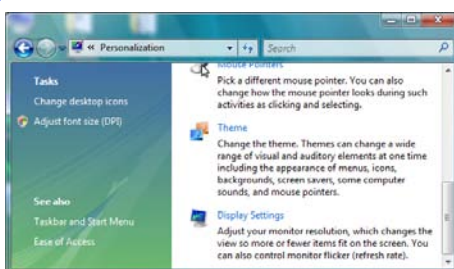 « Personalization
Search
Tasks
Change desktop icons
Adjust font size (DPI)
See also
Taskbar and Start Menu
Ease of Access
Mouse Pointers
Pick a different mouse pointer. You can also
change how the mouse pointer looks during such
activities as clicking and selecting.
Theme
Change the theme. Themes can change a wide
range of visual and auditory elements at one time
including the appearance of menus, icons,
backgrounds, screen savers, some computer
sounds, and mouse pointers.
Display Settings
Adjust your monitor resolution, which changes the
view so more or fewer items fit on the screen. You
can also control monitor flicker (refresh rate).